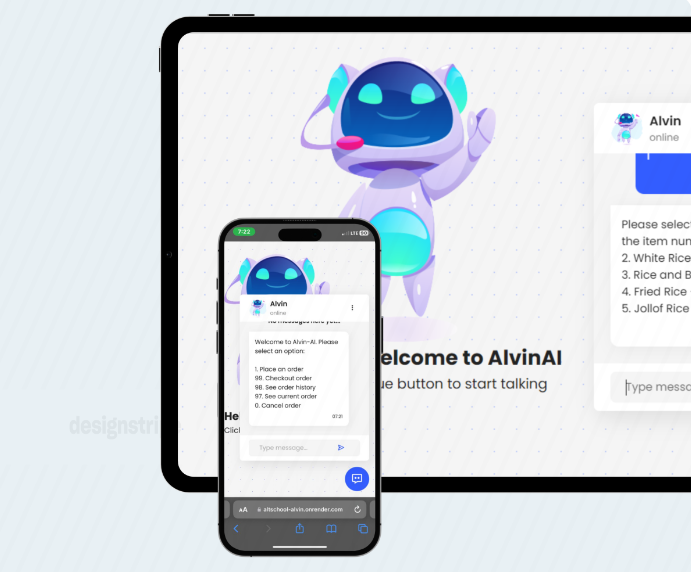 Alvin
online
Please select
the item num
2. White Rice
3. Rice and B
4. Fried Rice
5. Jollof Rice
Type messa
elcome to AlvinAI
ue button to start talking
7:22
LTE 60
Alvin
online
No messages here yet...
Welcome to Alvin-AI. Please
select an option:
1. Place an order
99. Checkout order
98. See order history
97. See current order
0. Cancel order
07:21
Type message..
He
Clic
AA altschool-alvin.onrender.com
designstri